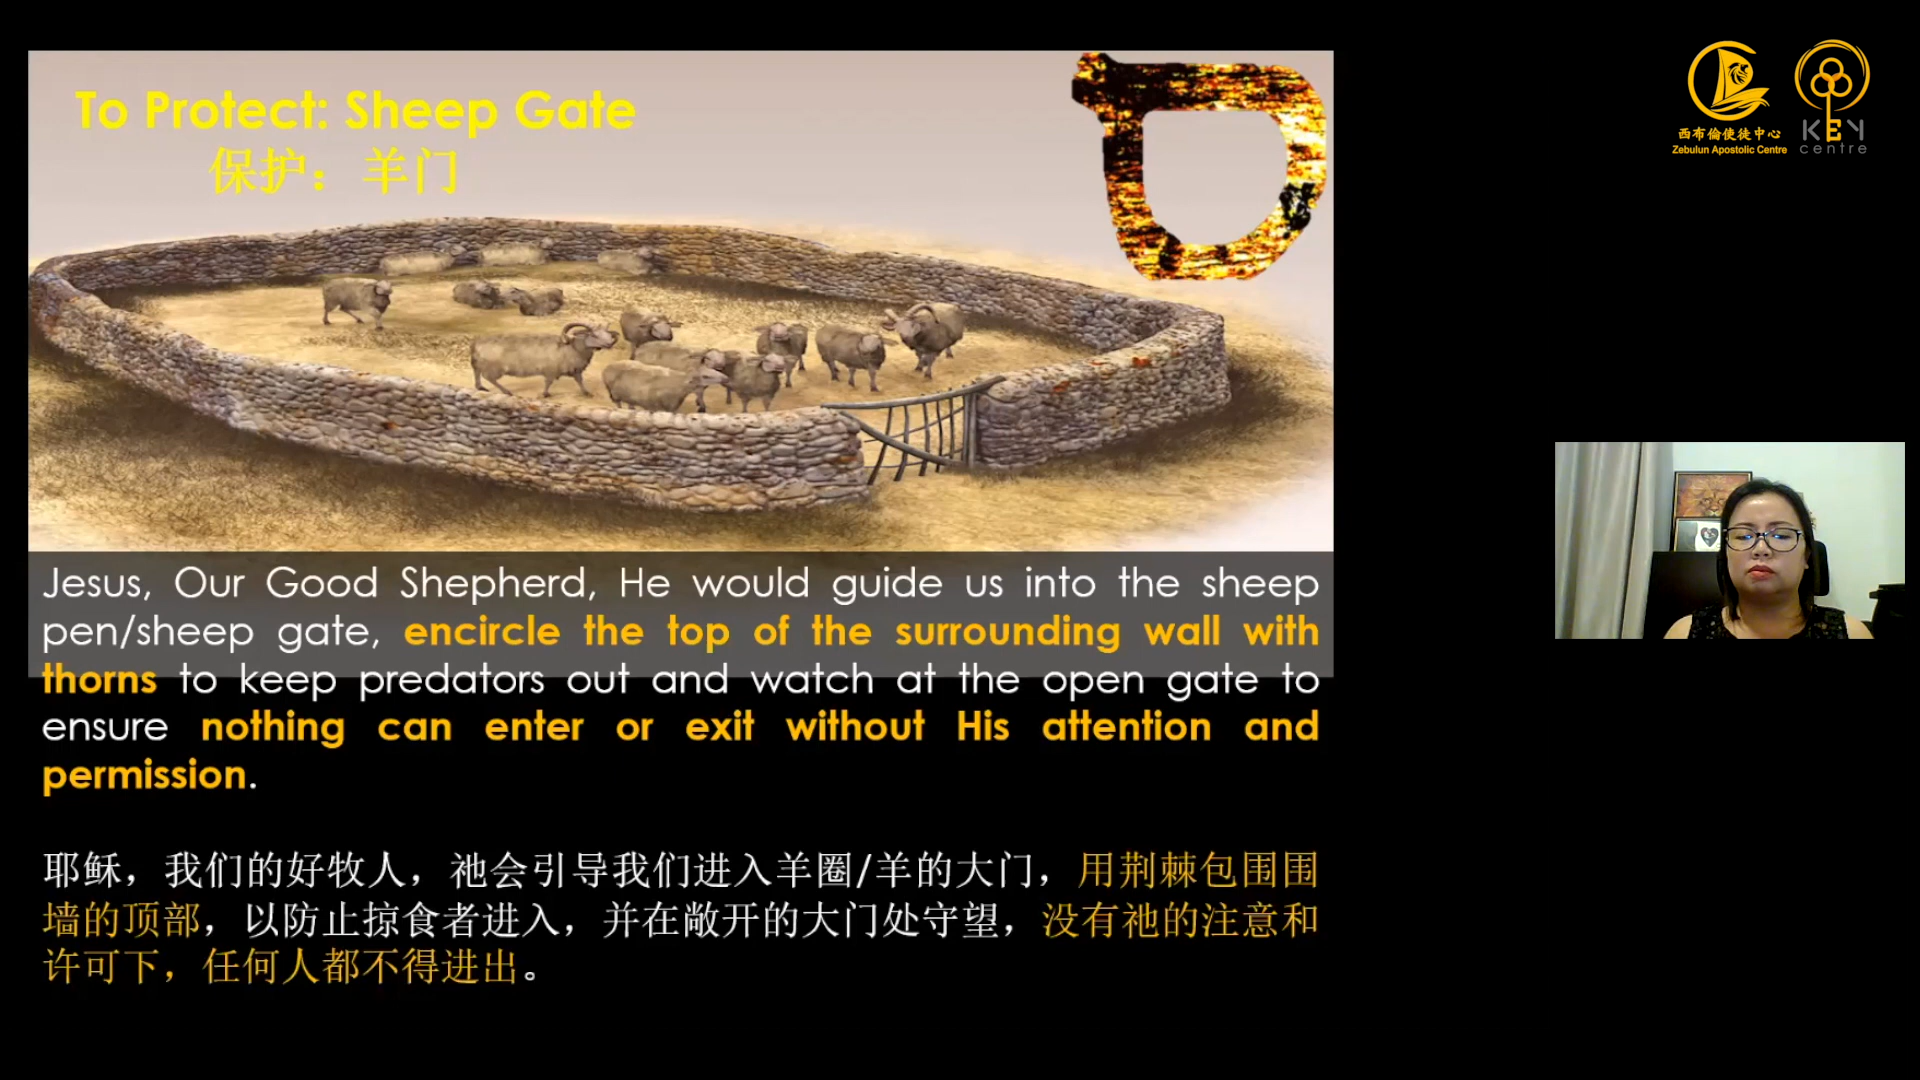 To Protect: Sheep Gate
保护：羊门
ס
西布倫使徒中心
Zebulun Apostolic Centre
KEY
centre
Jesus, Our Good Shepherd, He would guide us into the sheep
pen/sheep gate, encircle the top of the surrounding wall with
thorns to keep predators out and watch at the open gate to
ensure nothing can enter or exit without His attention and
permission.
耶稣，我们的好牧人，祂会引导我们进入羊圈/羊的大门，用荆棘包围围
墙的顶部，以防止掠食者进入，并在敞开的大门处守望，没有祂的注意和
许可下，任何人都不得进出。